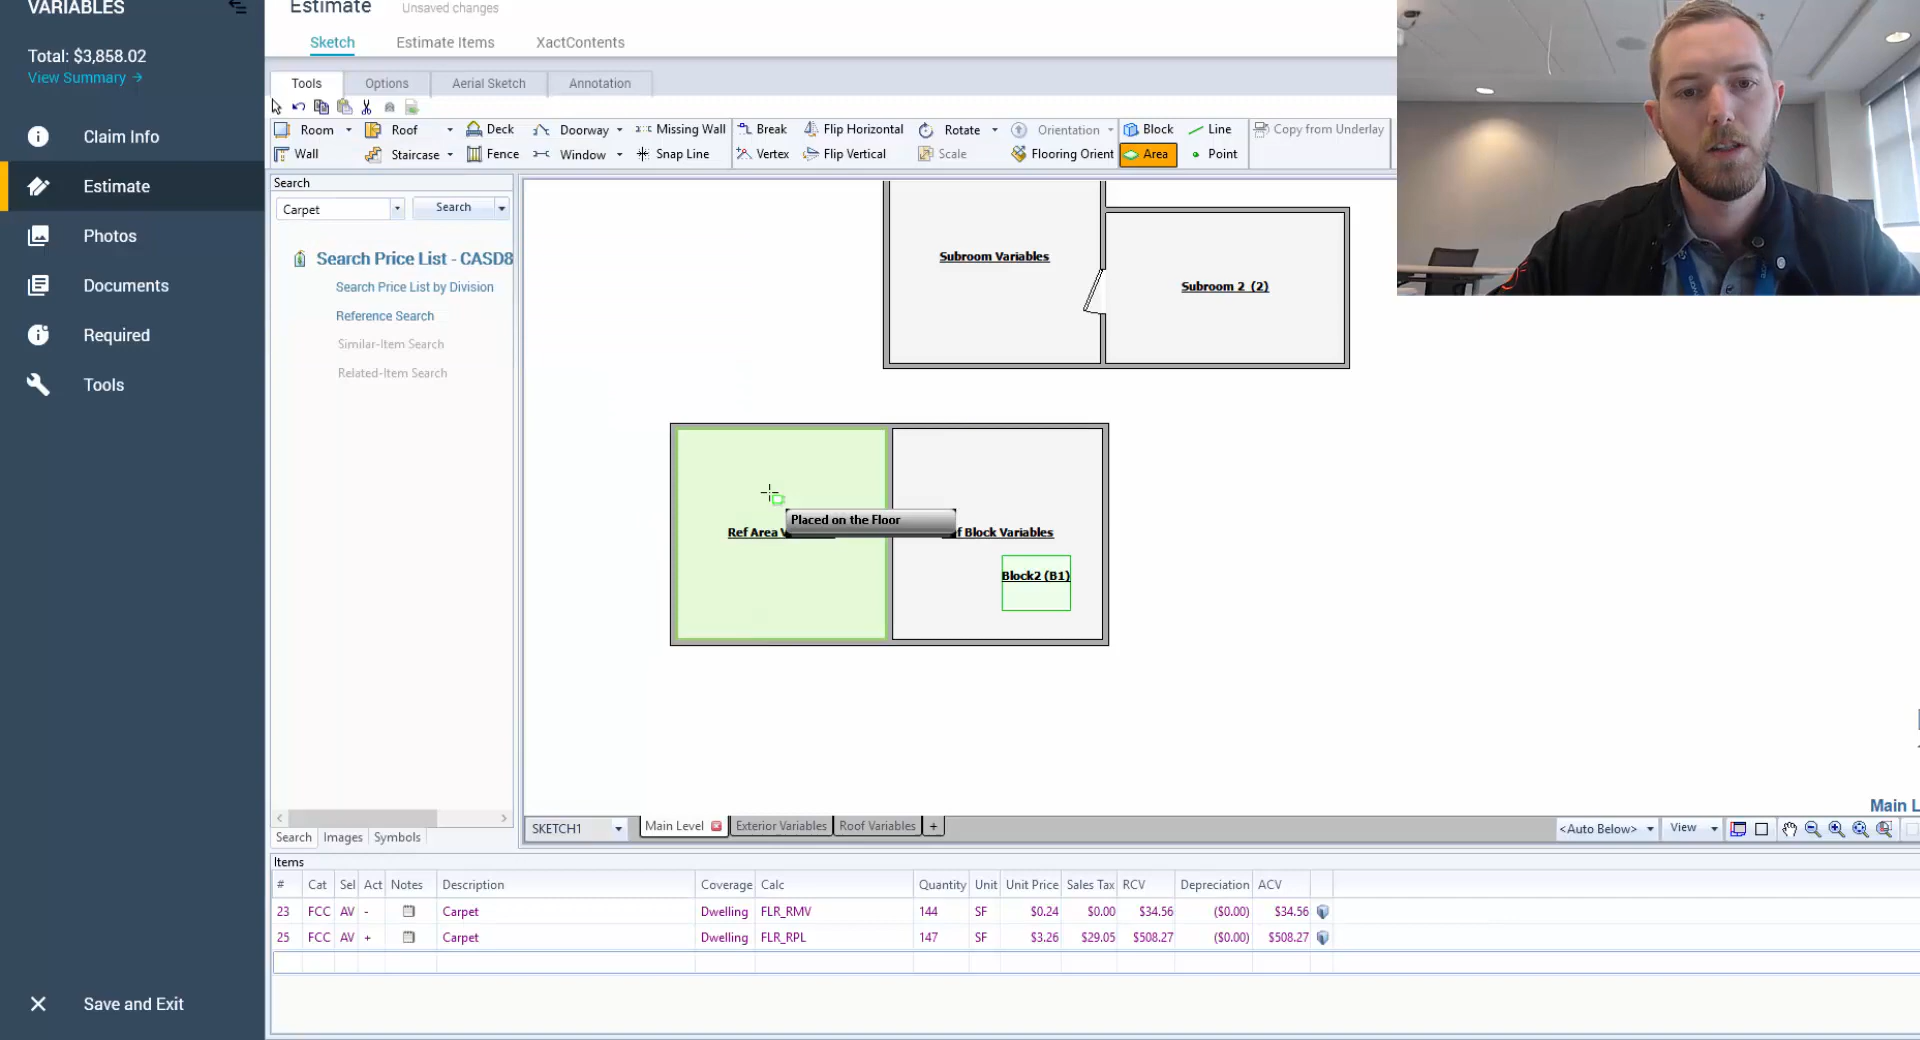 VARIABLES
Total: $3,858.02
View Summary →
Claim Info
Estimate
Photos
Documents
Required
Tools
Save and Exit
Estimate Unsaved changes
Sketch Estimate Items XactContents
Tools Options Aerial Sketch Annotation
Room Roof Deck Doorway Missing Wall Break Flip Horizontal Rotate Orientation Block Line Copy from Underlay
Wall Staircase Fence Window Snap Line Vertex Flip Vertical Scale Flooring Orient Area Point
Search
Carpet Search
Search Price List - CASD8
Search Price List by Division
Reference Search
Similar-Item Search
Related-Item Search
Subroom Variables
Subroom 2 (2)
Placed on the Floor
Ref Area V
f Block Variables
Block2 (B1)
Main L
SKETCH1 Main Level Exterior Variables Roof Variables + <Auto Below> View
Search Images Symbols
Items
# Cat Sel Act Notes Description Coverage Calc Quantity Unit Unit Price Sales Tax RCV Depreciation ACV
23 FCC AV - Carpet Dwelling FLR_RMV 144 SF $0.24 $0.00 $34.56 ($0.00) $34.56
25 FCC AV + Carpet Dwelling FLR_RPL 147 SF $3.26 $29.05 $508.27 ($0.00) $508.27